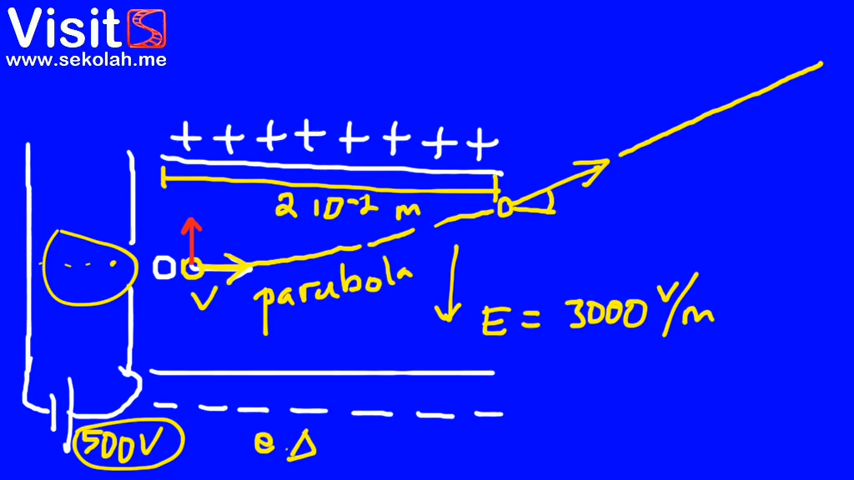 Visit S
www.sekolah.me
+ + + + + + + +
2 10⁻² m
V
parabola
E = 3000 V/m
500V
e Δ